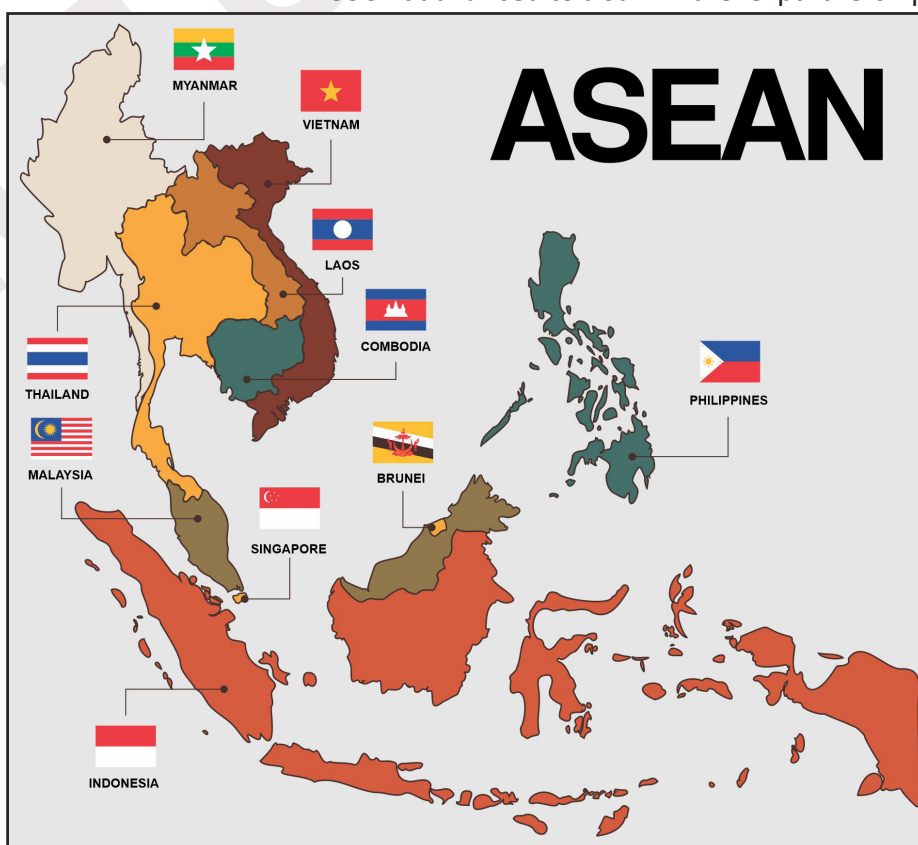 ASEAN
MYANMAR
VIETNAM
LAOS
COMBODIA
THAILAND
PHILIPPINES
MALAYSIA
BRUNEI
SINGAPORE
INDONESIA